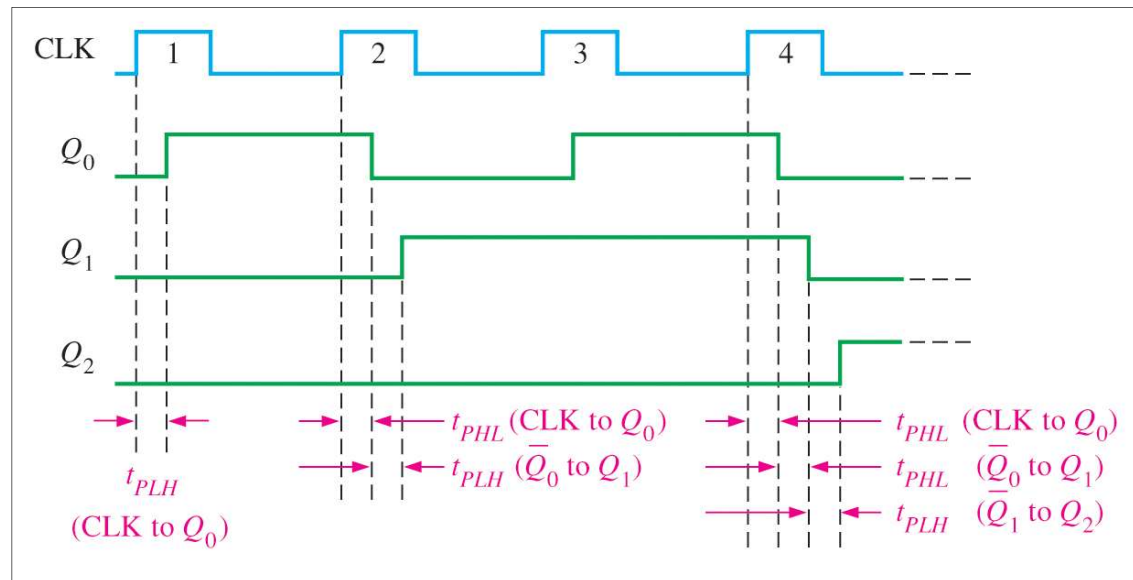 CLK 1 2 3 4
Q0
Q1
Q2
tPLH
(CLK to Q0)
tPHL (CLK to Q0)
tPLH (Q̅0 to Q1)
tPHL (CLK to Q0)
tPHL (Q̅0 to Q1)
tPLH (Q̅1 to Q2)